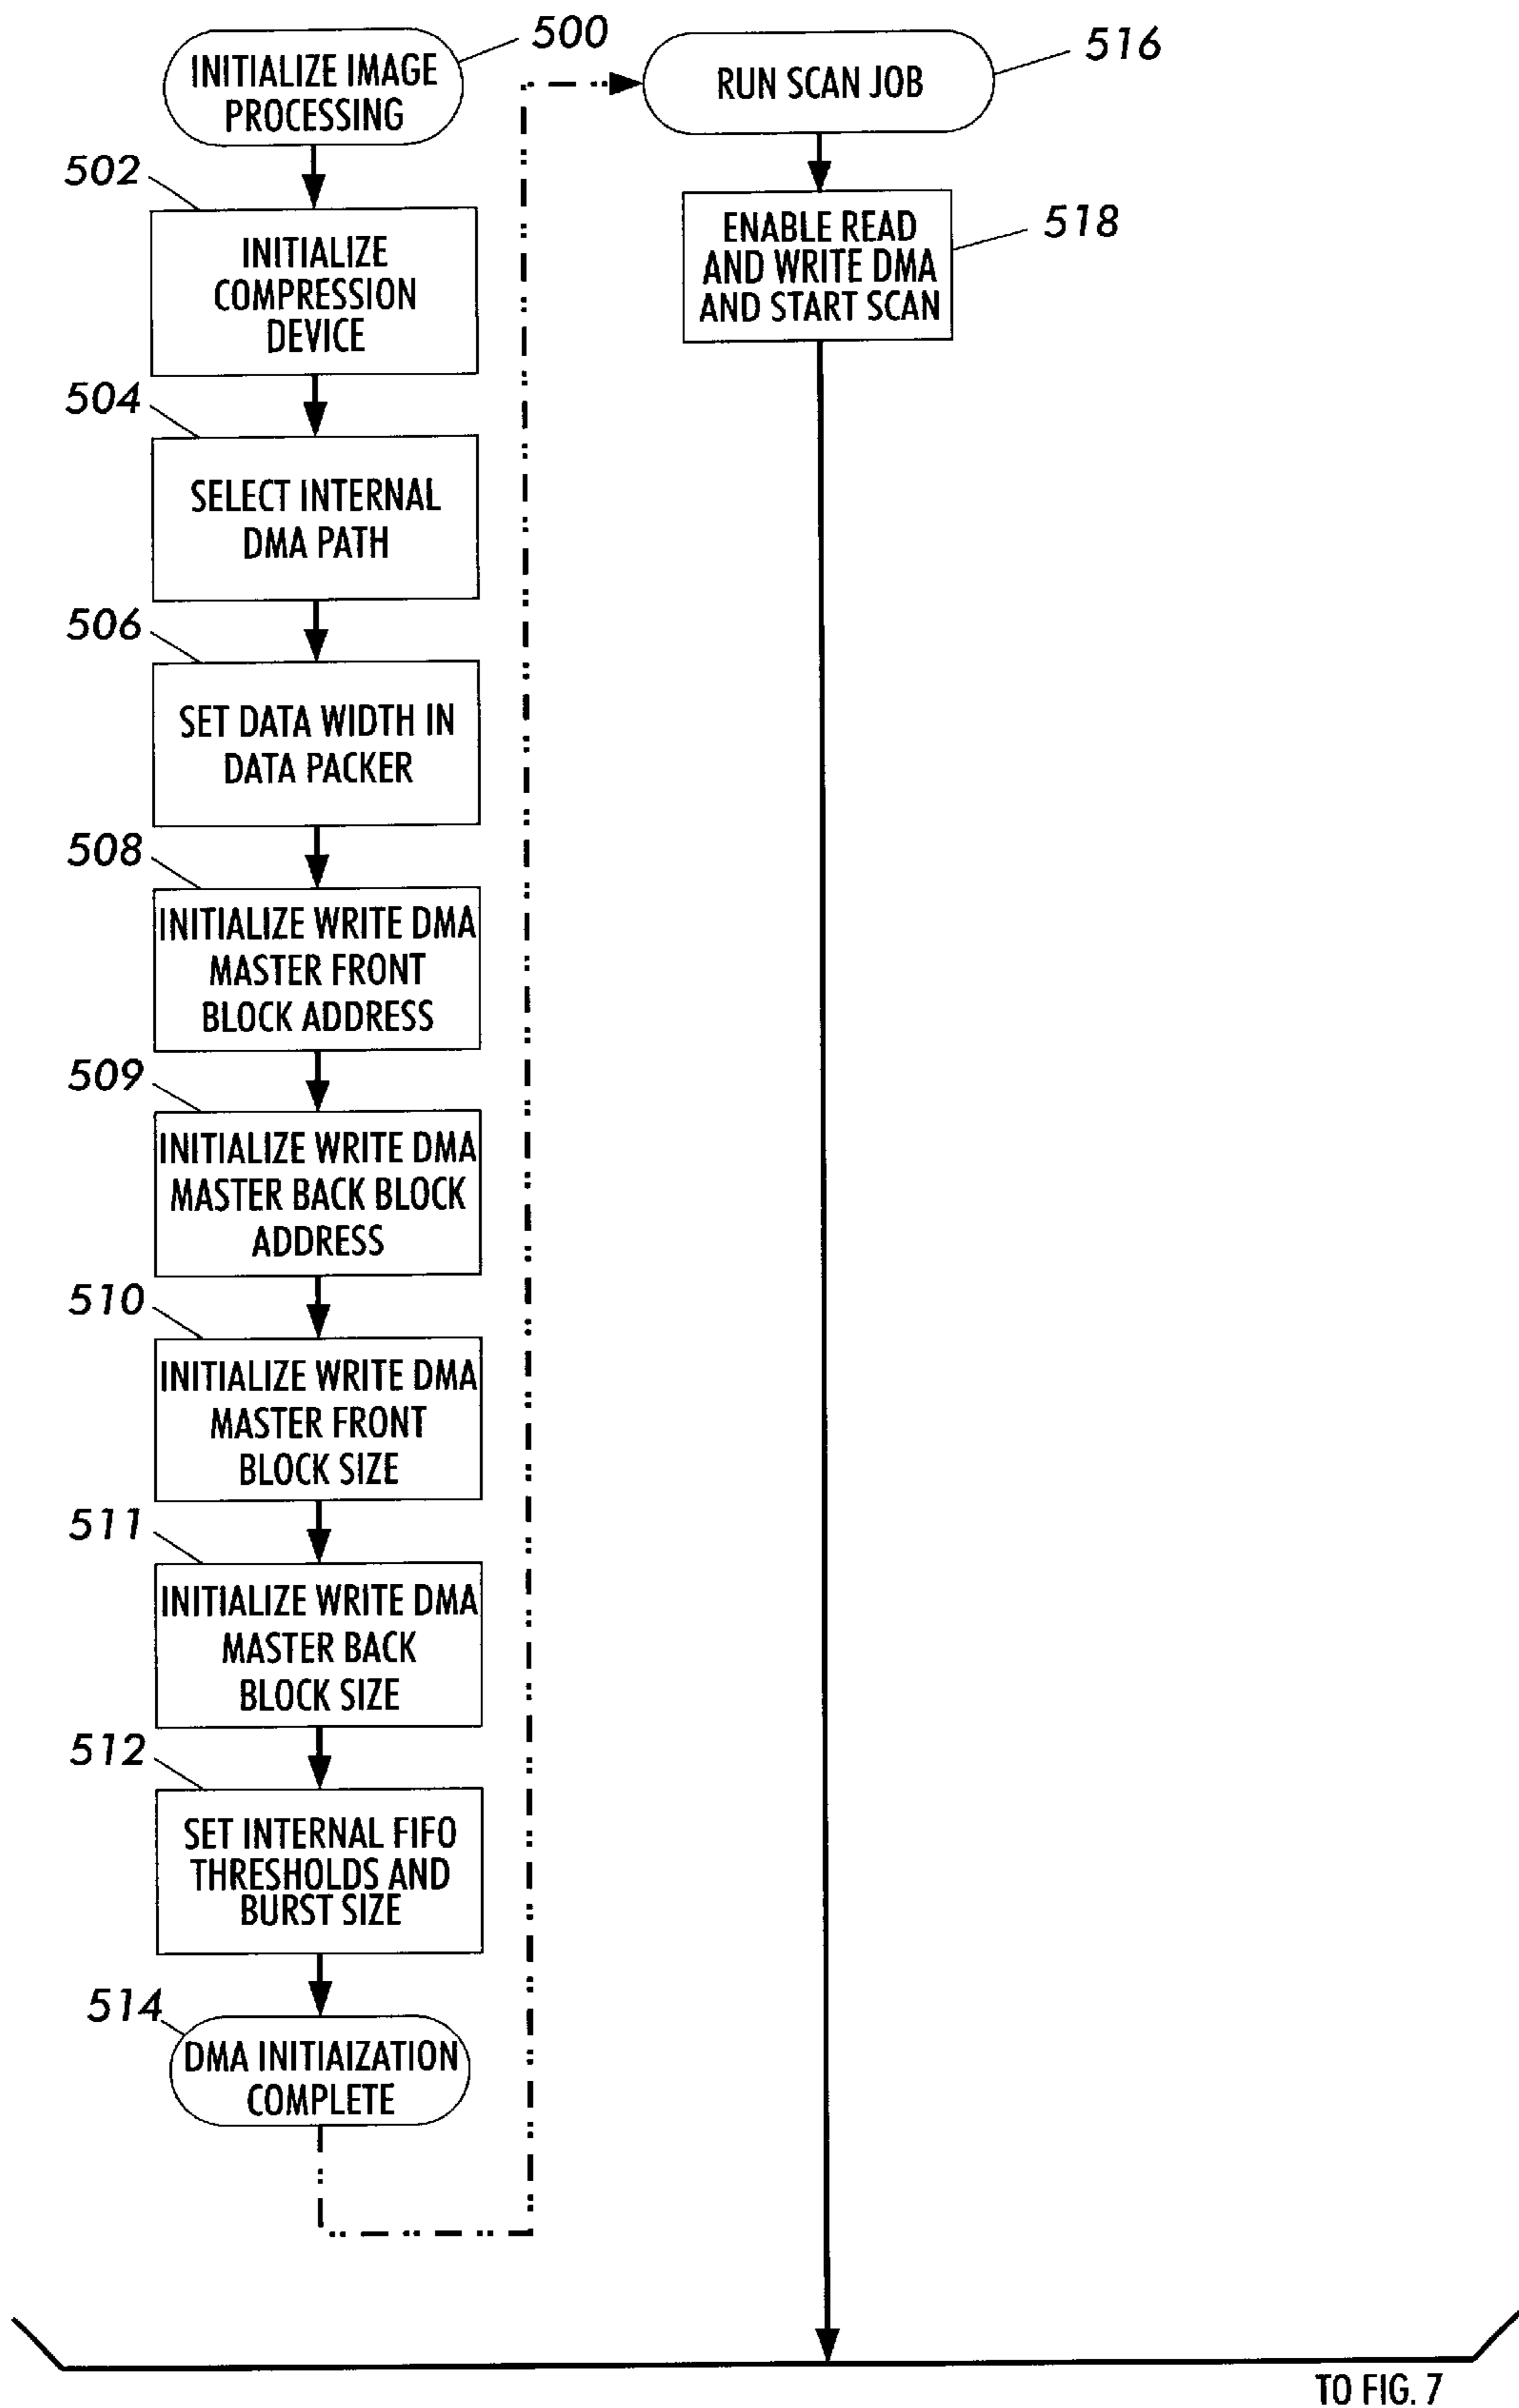 500
INITIALIZE IMAGE
PROCESSING
502
INITIALIZE
COMPRESSION
DEVICE
504
SELECT INTERNAL
DMA PATH
506
SET DATA WIDTH IN
DATA PACKER
508
INITIALIZE WRITE DMA
MASTER FRONT
BLOCK ADDRESS
509
INITIALIZE WRITE DMA
MASTER BACK BLOCK
ADDRESS
510
INITIALIZE WRITE DMA
MASTER FRONT
BLOCK SIZE
511
INITIALIZE WRITE DMA
MASTER BACK
BLOCK SIZE
512
SET INTERNAL FIFO
THRESHOLDS AND
BURST SIZE
514
DMA INITIAIZATION
COMPLETE
516
RUN SCAN JOB
518
ENABLE READ
AND WRITE DMA
AND START SCAN
TO FIG. 7